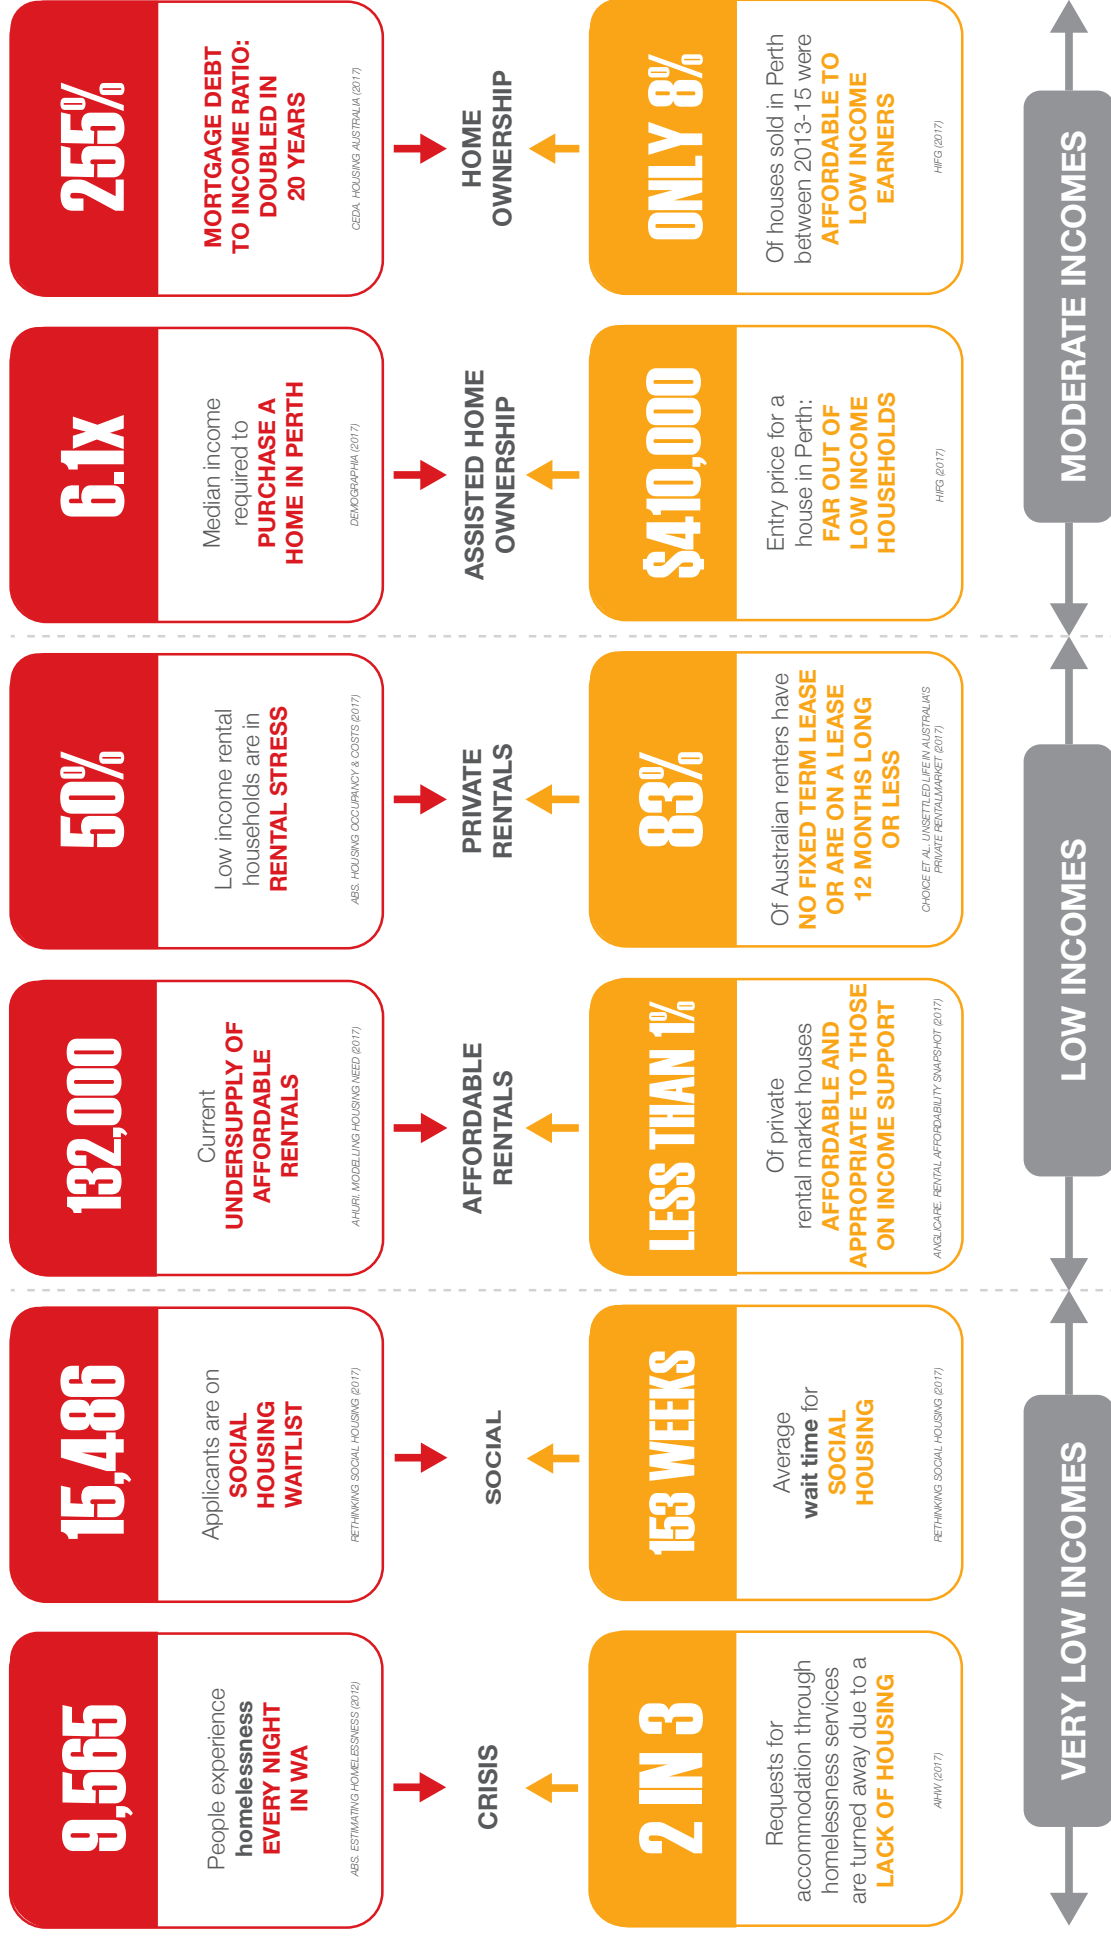 9,565
People experience
homelessness
EVERY NIGHT
IN WA
ABS. ESTIMATING HOMELESSNESS (2012)
15,486
Applicants are on
SOCIAL
HOUSING
WAITLIST
RETHINKING SOCIAL HOUSING (2017)
132,000
Current
UNDERSUPPLY OF
AFFORDABLE
RENTALS
AHURI. MODELLING HOUSING NEED (2017)
50%
Low income rental
households are in
RENTAL STRESS
ABS. HOUSING OCCUPANCY & COSTS (2017)
6.1x
Median income
required to
PURCHASE A
HOME IN PERTH
DEMOGRAPHIA (2017)
255%
MORTGAGE DEBT
TO INCOME RATIO:
DOUBLED IN
20 YEARS
CEDA. HOUSING AUSTRALIA (2017)
CRISIS
SOCIAL
AFFORDABLE
RENTALS
PRIVATE
RENTALS
ASSISTED HOME
OWNERSHIP
HOME
OWNERSHIP
2 IN 3
Requests for
accommodation through
homelessness services
are turned away due to a
LACK OF HOUSING
AIHW (2017)
153 WEEKS
Average
wait time for
SOCIAL
HOUSING
RETHINKING SOCIAL HOUSING (2017)
LESS THAN 1%
Of private
rental market houses
AFFORDABLE AND
APPROPRIATE TO THOSE
ON INCOME SUPPORT
ANGLICARE. RENTAL AFFORDABILITY SNAPSHOT (2017)
83%
Of Australian renters have
NO FIXED TERM LEASE
OR ARE ON A LEASE
12 MONTHS LONG
OR LESS
CHOICE ET AL. UNSETTLED LIFE IN AUSTRALIA'S
PRIVATE RENTALMARKET (2017)
$410,000
Entry price for a
house in Perth:
FAR OUT OF
LOW INCOME
HOUSEHOLDS
HIFG (2017)
ONLY 8%
Of houses sold in Perth
between 2013-15 were
AFFORDABLE TO
LOW INCOME
EARNERS
HIFG (2017)
VERY LOW INCOMES
LOW INCOMES
MODERATE INCOMES